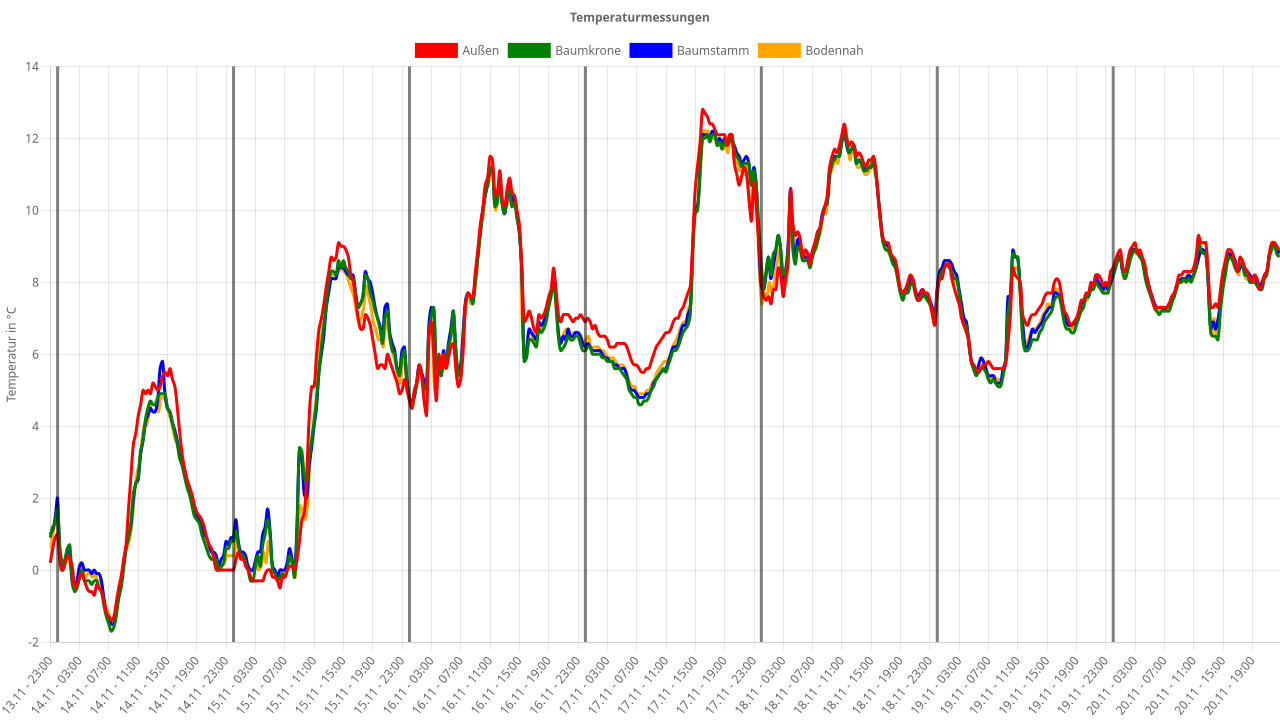 Temperaturmessungen
Außen Baumkrone Baumstamm Bodennah
Temperatur in °C
14
12
10
8
6
4
2
0
-2
13.11 - 23:00
14.11 - 03:00
14.11 - 07:00
14.11 - 11:00
14.11 - 15:00
14.11 - 19:00
14.11 - 23:00
15.11 - 03:00
15.11 - 07:00
15.11 - 11:00
15.11 - 15:00
15.11 - 19:00
15.11 - 23:00
16.11 - 03:00
16.11 - 07:00
16.11 - 11:00
16.11 - 15:00
16.11 - 19:00
16.11 - 23:00
17.11 - 03:00
17.11 - 07:00
17.11 - 11:00
17.11 - 15:00
17.11 - 19:00
17.11 - 23:00
18.11 - 03:00
18.11 - 07:00
18.11 - 11:00
18.11 - 15:00
18.11 - 19:00
18.11 - 23:00
19.11 - 03:00
19.11 - 07:00
19.11 - 11:00
19.11 - 15:00
19.11 - 19:00
19.11 - 23:00
20.11 - 03:00
20.11 - 07:00
20.11 - 11:00
20.11 - 15:00
20.11 - 19:00